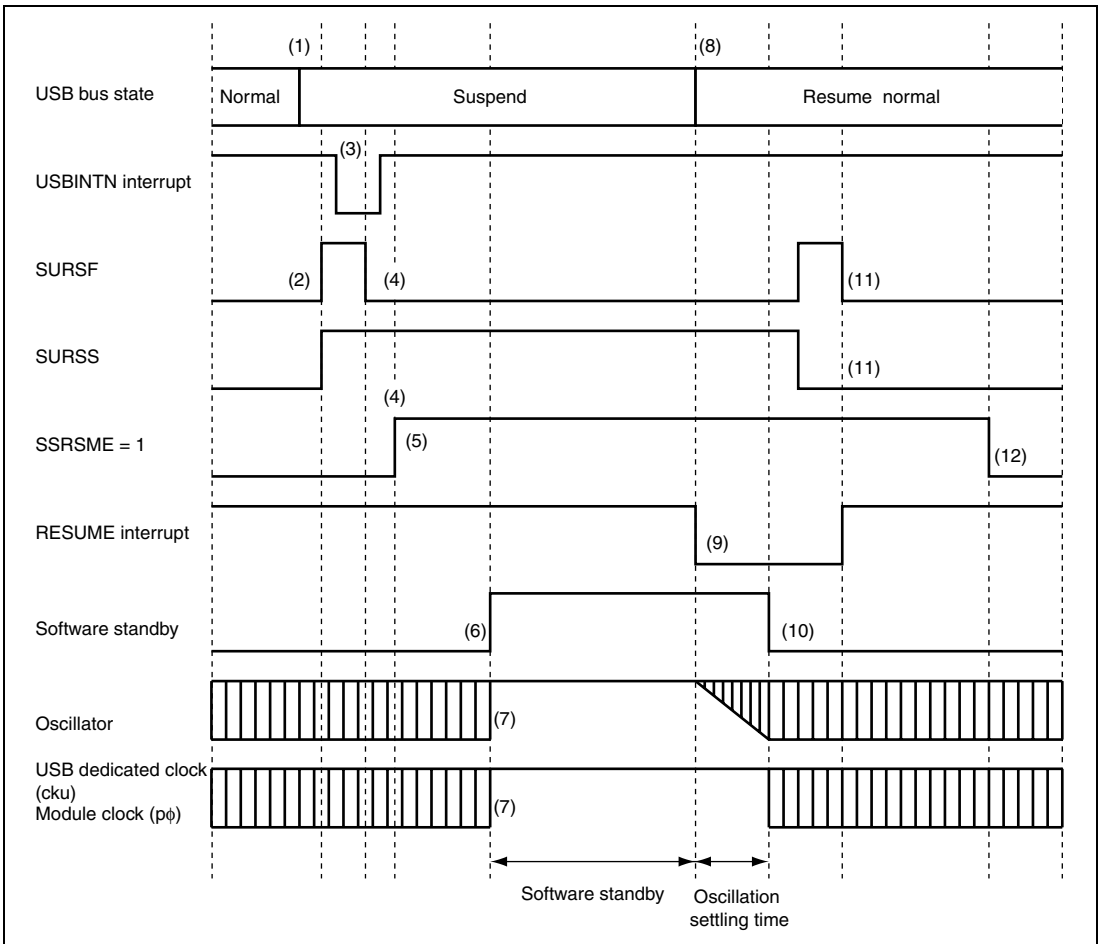 (1) (8)
USB bus state Normal Suspend Resume normal
(3)
USBINTN interrupt
SURSF
(2) (4) (11)
SURSS
(11)
(4)
SSRSME = 1 (5) (12)
RESUME interrupt (9)
Software standby (6) (10)
Oscillator (7)
USB dedicated clock
(cku)
Module clock (pϕ) (7)
Software standby Oscillation
settling time